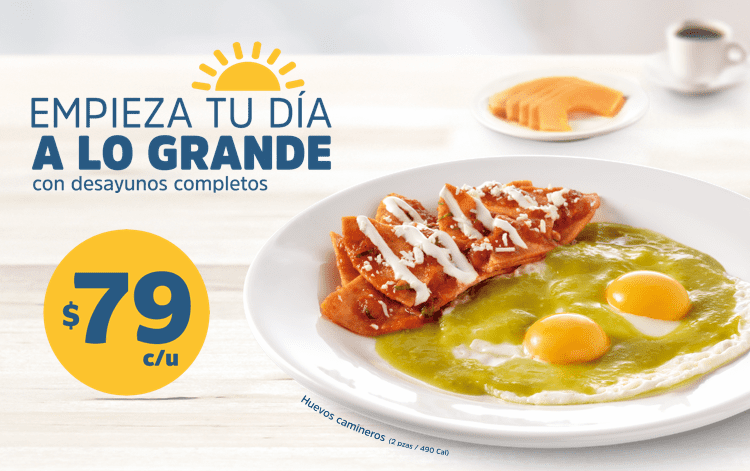 EMPIEZA TU DÍA
A LO GRANDE
con desayunos completos
$79
c/u
Huevos camineros (2 pzas / 490 Cal)